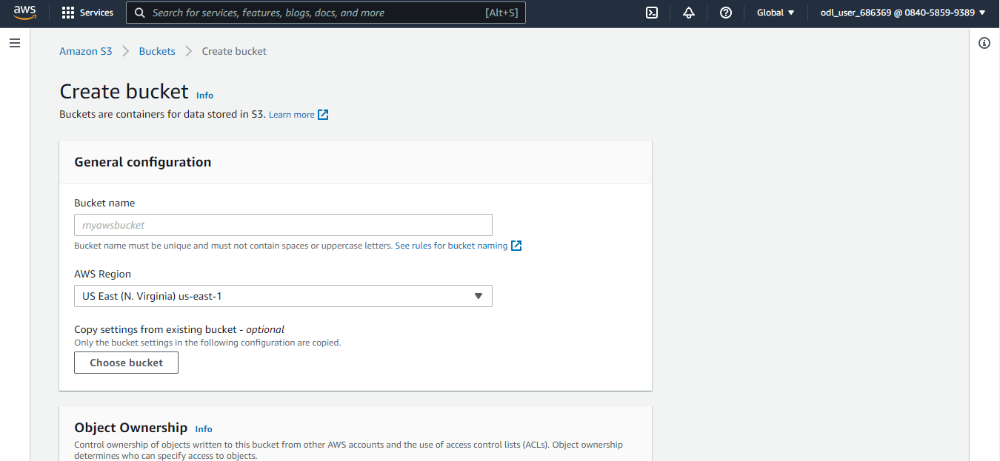 aws
Services
Search for services, features, blogs, docs, and more
[Alt+S]
Global
odl_user_686369 @ 0840-5859-9389
Amazon S3
Buckets
Create bucket
Create bucket Info
Buckets are containers for data stored in S3. Learn more
General configuration
Bucket name
myawsbucket
Bucket name must be unique and must not contain spaces or uppercase letters. See rules for bucket naming
AWS Region
US East (N. Virginia) us-east-1
Copy settings from existing bucket - optional
Only the bucket settings in the following configuration are copied.
Choose bucket
Object Ownership Info
Control ownership of objects written to this bucket from other AWS accounts and the use of access control lists (ACLs). Object ownership
determines who can specify access to objects.